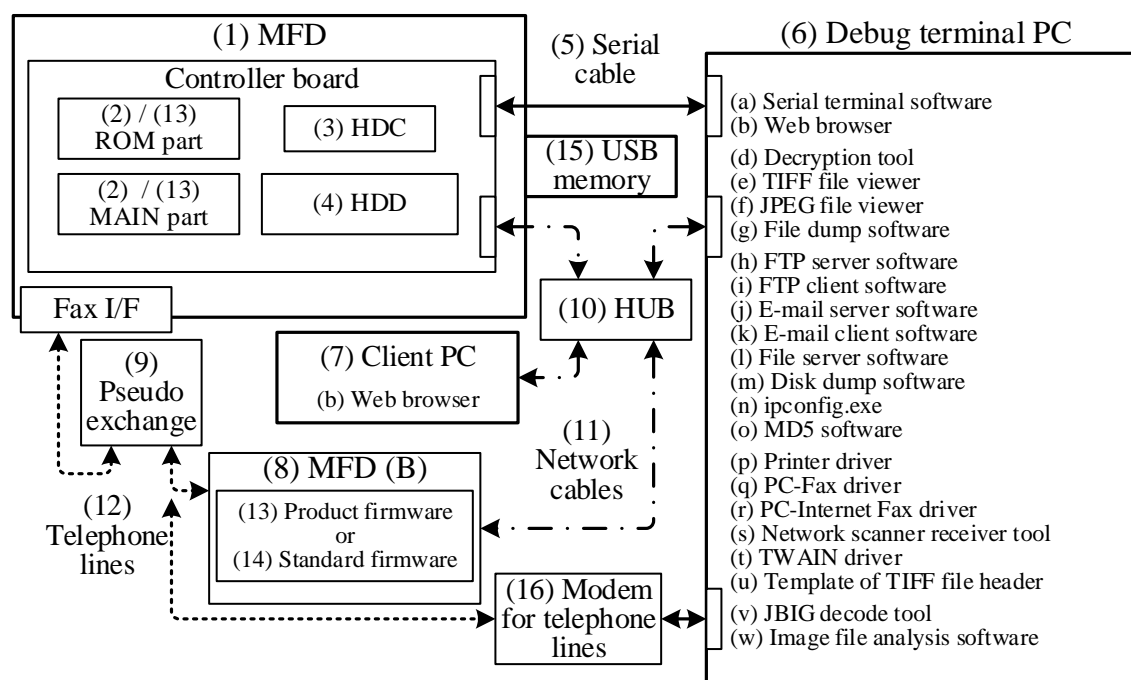 (1) MFD
Controller board
(2) / (13)
ROM part
(3) HDC
(2) / (13)
MAIN part
(4) HDD
Fax I/F
(5) Serial
cable
(15) USB
memory
(10) HUB
(7) Client PC
(b) Web browser
(9)
Pseudo
exchange
(11)
Network
cables
(12)
Telephone
lines
(8) MFD (B)
(13) Product firmware
or
(14) Standard firmware
(16) Modem
for telephone
lines
(6) Debug terminal PC
(a) Serial terminal software
(b) Web browser
(d) Decryption tool
(e) TIFF file viewer
(f) JPEG file viewer
(g) File dump software
(h) FTP server software
(i) FTP client software
(j) E-mail server software
(k) E-mail client software
(l) File server software
(m) Disk dump software
(n) ipconfig.exe
(o) MD5 software
(p) Printer driver
(q) PC-Fax driver
(r) PC-Internet Fax driver
(s) Network scanner receiver tool
(t) TWAIN driver
(u) Template of TIFF file header
(v) JBIG decode tool
(w) Image file analysis software